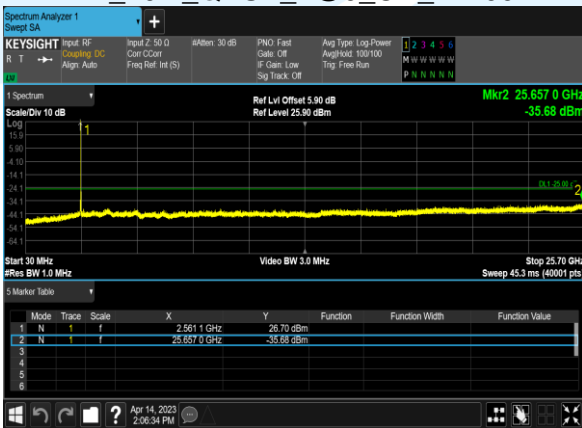 Spectrum Analyzer 1
Swept SA
+
KEYSIGHT Input: RF Input Z: 50 Ω #Atten: 30 dB PNO: Fast Avg Type: Log-Power 1 2 3 4 5 6
R T Coupling: DC Corr CCorr Gate: Off Avg|Hold: 100/100 M W W W W W
Align: Auto Freq Ref: Int (S) IF Gain: Low Trig: Free Run
Sig Track: Off P N N N N N
LW
1 Spectrum Ref Lvl Offset 5.90 dB Mkr2 25.657 0 GHz
Scale/Div 10 dB Ref Level 25.90 dBm -35.68 dBm
Log
15.9
5.90
-4.10
-14.1
-24.1
-34.1
-44.1
-54.1
-64.1
1
DL1 -25.00
2
Start 30 MHz Video BW 3.0 MHz Stop 25.70 GHz
#Res BW 1.0 MHz Sweep 45.3 ms (40001 pts
5 Marker Table
Mode Trace Scale X Y Function Function Width Function Value
1 N 1 f 2.561 1 GHz 26.70 dBm
2 N 1 f 25.657 0 GHz -35.68 dBm
3
4
5
6
? Apr 14, 2023
2:06:34 PM